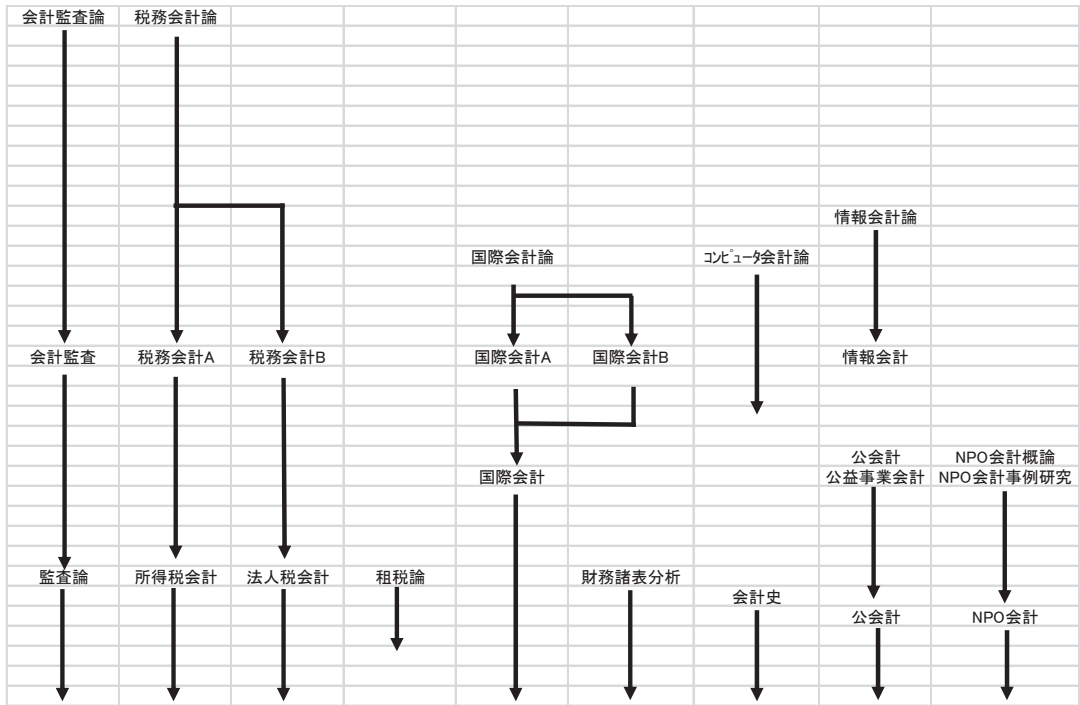 会計監査論
税務会計論
情報会計論
国際会計論
ｺﾝﾋﾟｭｰﾀ会計論
会計監査
税務会計A
税務会計B
国際会計A
国際会計B
情報会計
公会計
NPO会計概論
国際会計
公益事業会計
NPO会計事例研究
監査論
所得税会計
法人税会計
租税論
財務諸表分析
会計史
公会計
NPO会計